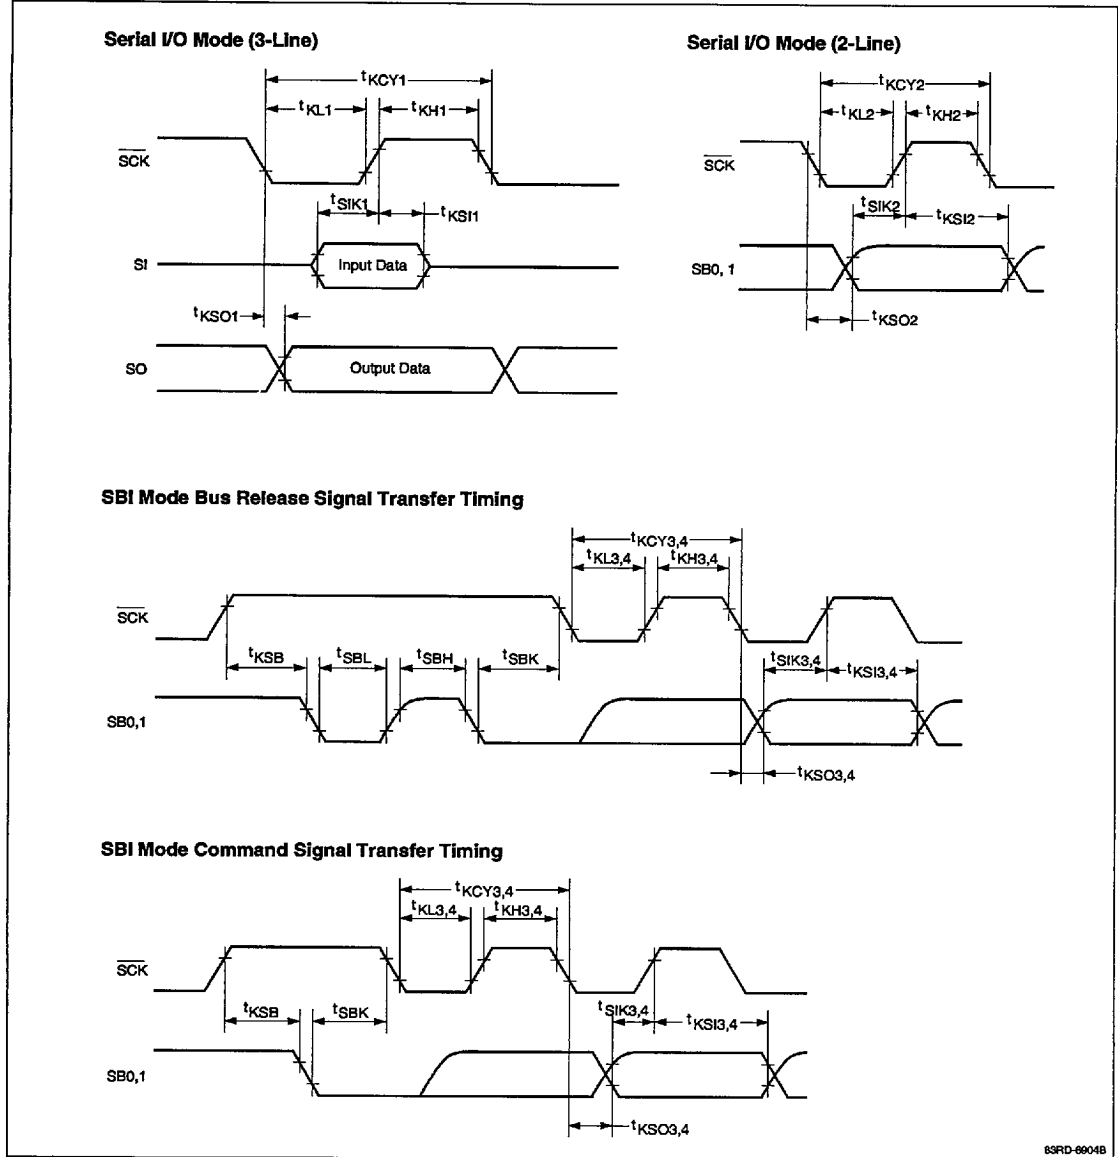 Serial I/O Mode (3-Line)
tKCY1
tKL1
tKH1
SCK
tSIK1
tKSI1
SI
Input Data
tKSO1
SO
Output Data
Serial I/O Mode (2-Line)
tKCY2
tKL2
tKH2
SCK
tSIK2
tKSI2
SB0, 1
tKSO2
SBI Mode Bus Release Signal Transfer Timing
tKCY3,4
tKL3,4
tKH3,4
SCK
tKSB
tSBL
tSBH
tSBK
tSIK3,4
tKSI3,4
SB0,1
tKSO3,4
SBI Mode Command Signal Transfer Timing
tKCY3,4
tKL3,4
tKH3,4
SCK
tKSB
tSBK
tSIK3,4
tKSI3,4
SB0,1
tKSO3,4
83RD-6904B